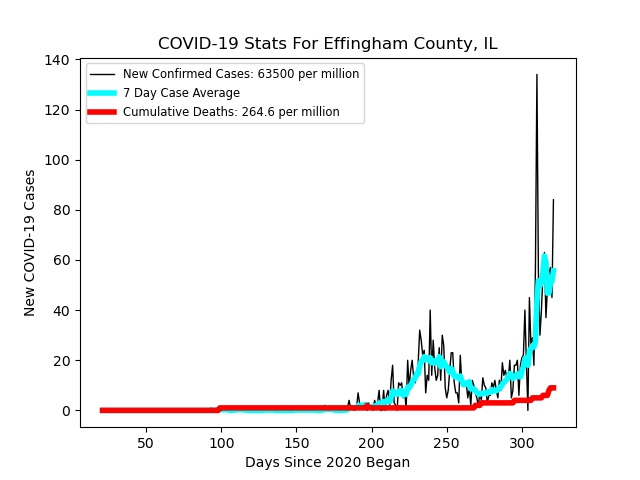 COVID-19 Stats For Effingham County, IL
New Confirmed Cases: 63500 per million
7 Day Case Average
Cumulative Deaths: 264.6 per million
New COVID-19 Cases
140
120
100
80
60
40
20
0
50 100 150 200 250 300
Days Since 2020 Began